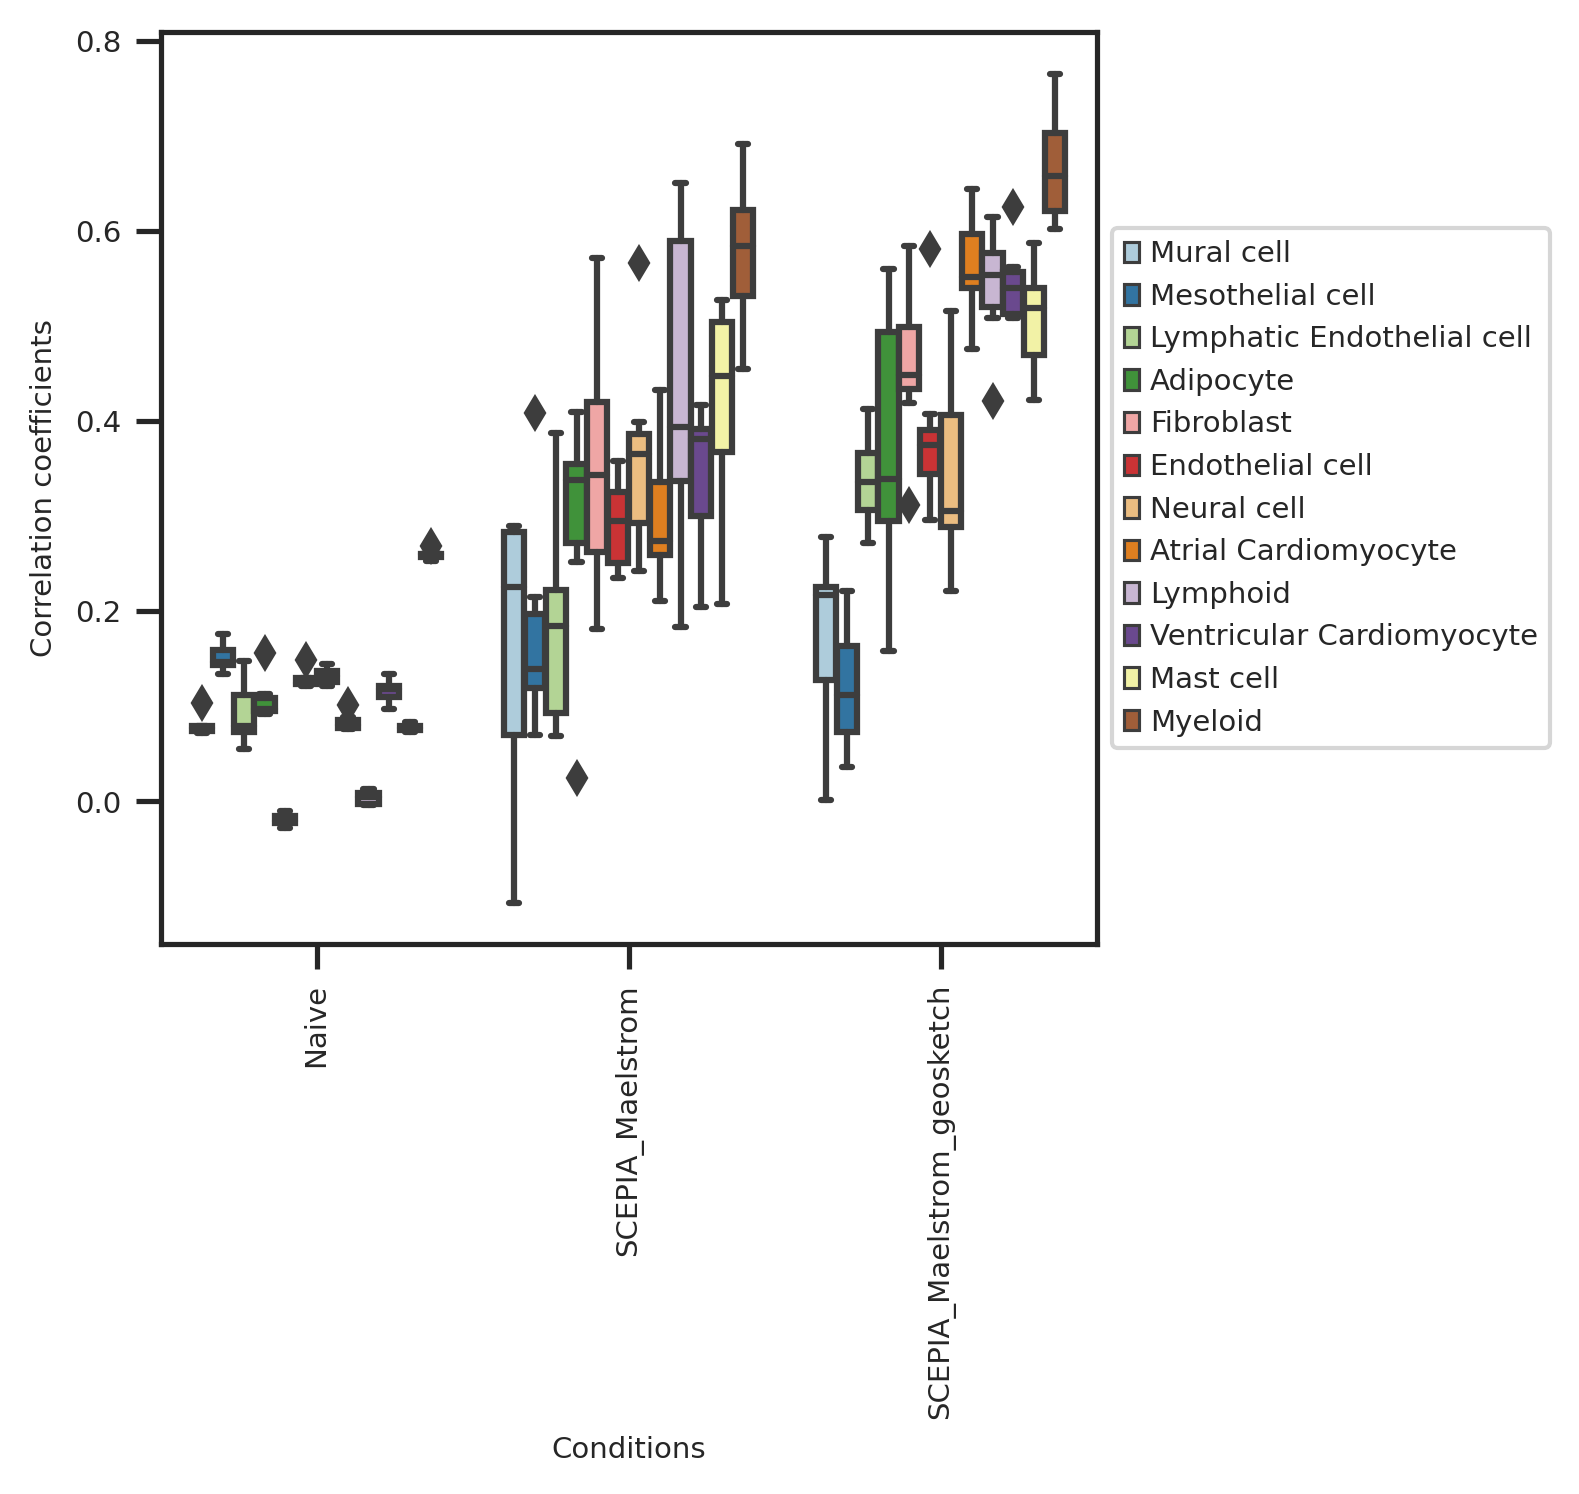 0.8
0.6
0.4
0.2
0.0
Correlation coefficients
Naive
SCEPIA_Maelstrom
SCEPIA_Maelstrom_geosketch
Conditions
Mural cell
Mesothelial cell
Lymphatic Endothelial cell
Adipocyte
Fibroblast
Endothelial cell
Neural cell
Atrial Cardiomyocyte
Lymphoid
Ventricular Cardiomyocyte
Mast cell
Myeloid